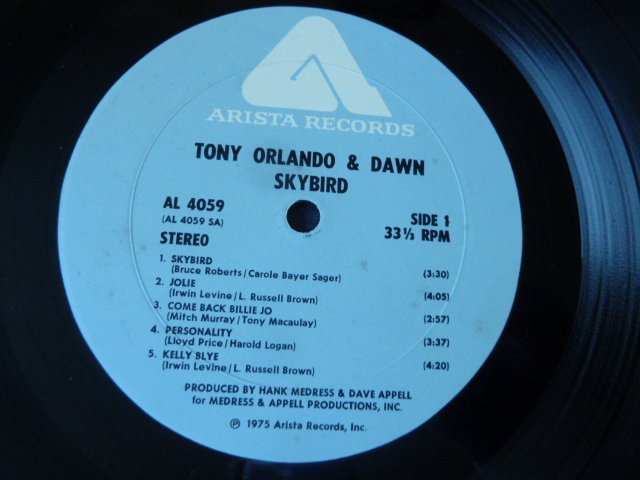 ARISTA RECORDS
TONY ORLANDO & DAWN
SKYBIRD
AL 4059
(AL 4059 SA)
STEREO
SIDE 1
33⅓ RPM
1. SKYBIRD
(Bruce Roberts/Carole Bayer Sager) (3:30)
2. JOLIE
(Irwin Levine/L. Russell Brown) (4:05)
3. COME BACK BILLIE JO
(Mitch Murray/Tony Macaulay) (2:57)
4. PERSONALITY
(Lloyd Price/Harold Logan) (3:37)
5. KELLY BLYE
(Irwin Levine/L. Russell Brown) (4:20)
PRODUCED BY HANK MEDRESS & DAVE APPELL
for MEDRESS & APPELL PRODUCTIONS, INC.
℗ 1975 Arista Records, Inc.